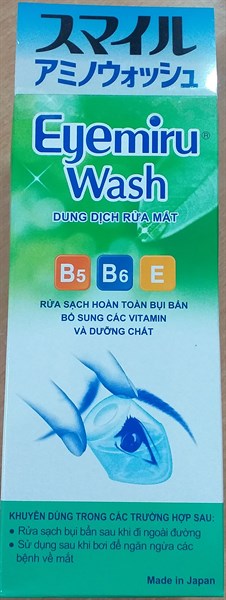 スマイル
アミノウォッシュ
Eyemiru®
Wash
DUNG DỊCH RỬA MẮT
B5 B6 E
RỬA SẠCH HOÀN TOÀN BỤI BẨN
BỔ SUNG CÁC VITAMIN
VÀ DƯỠNG CHẤT
KHUYÊN DÙNG TRONG CÁC TRƯỜNG HỢP SAU:
• Rửa sạch bụi bẩn sau khi đi ngoài đường
• Sử dụng sau khi bơi để ngăn ngừa các
bệnh về mắt
Made in Japan